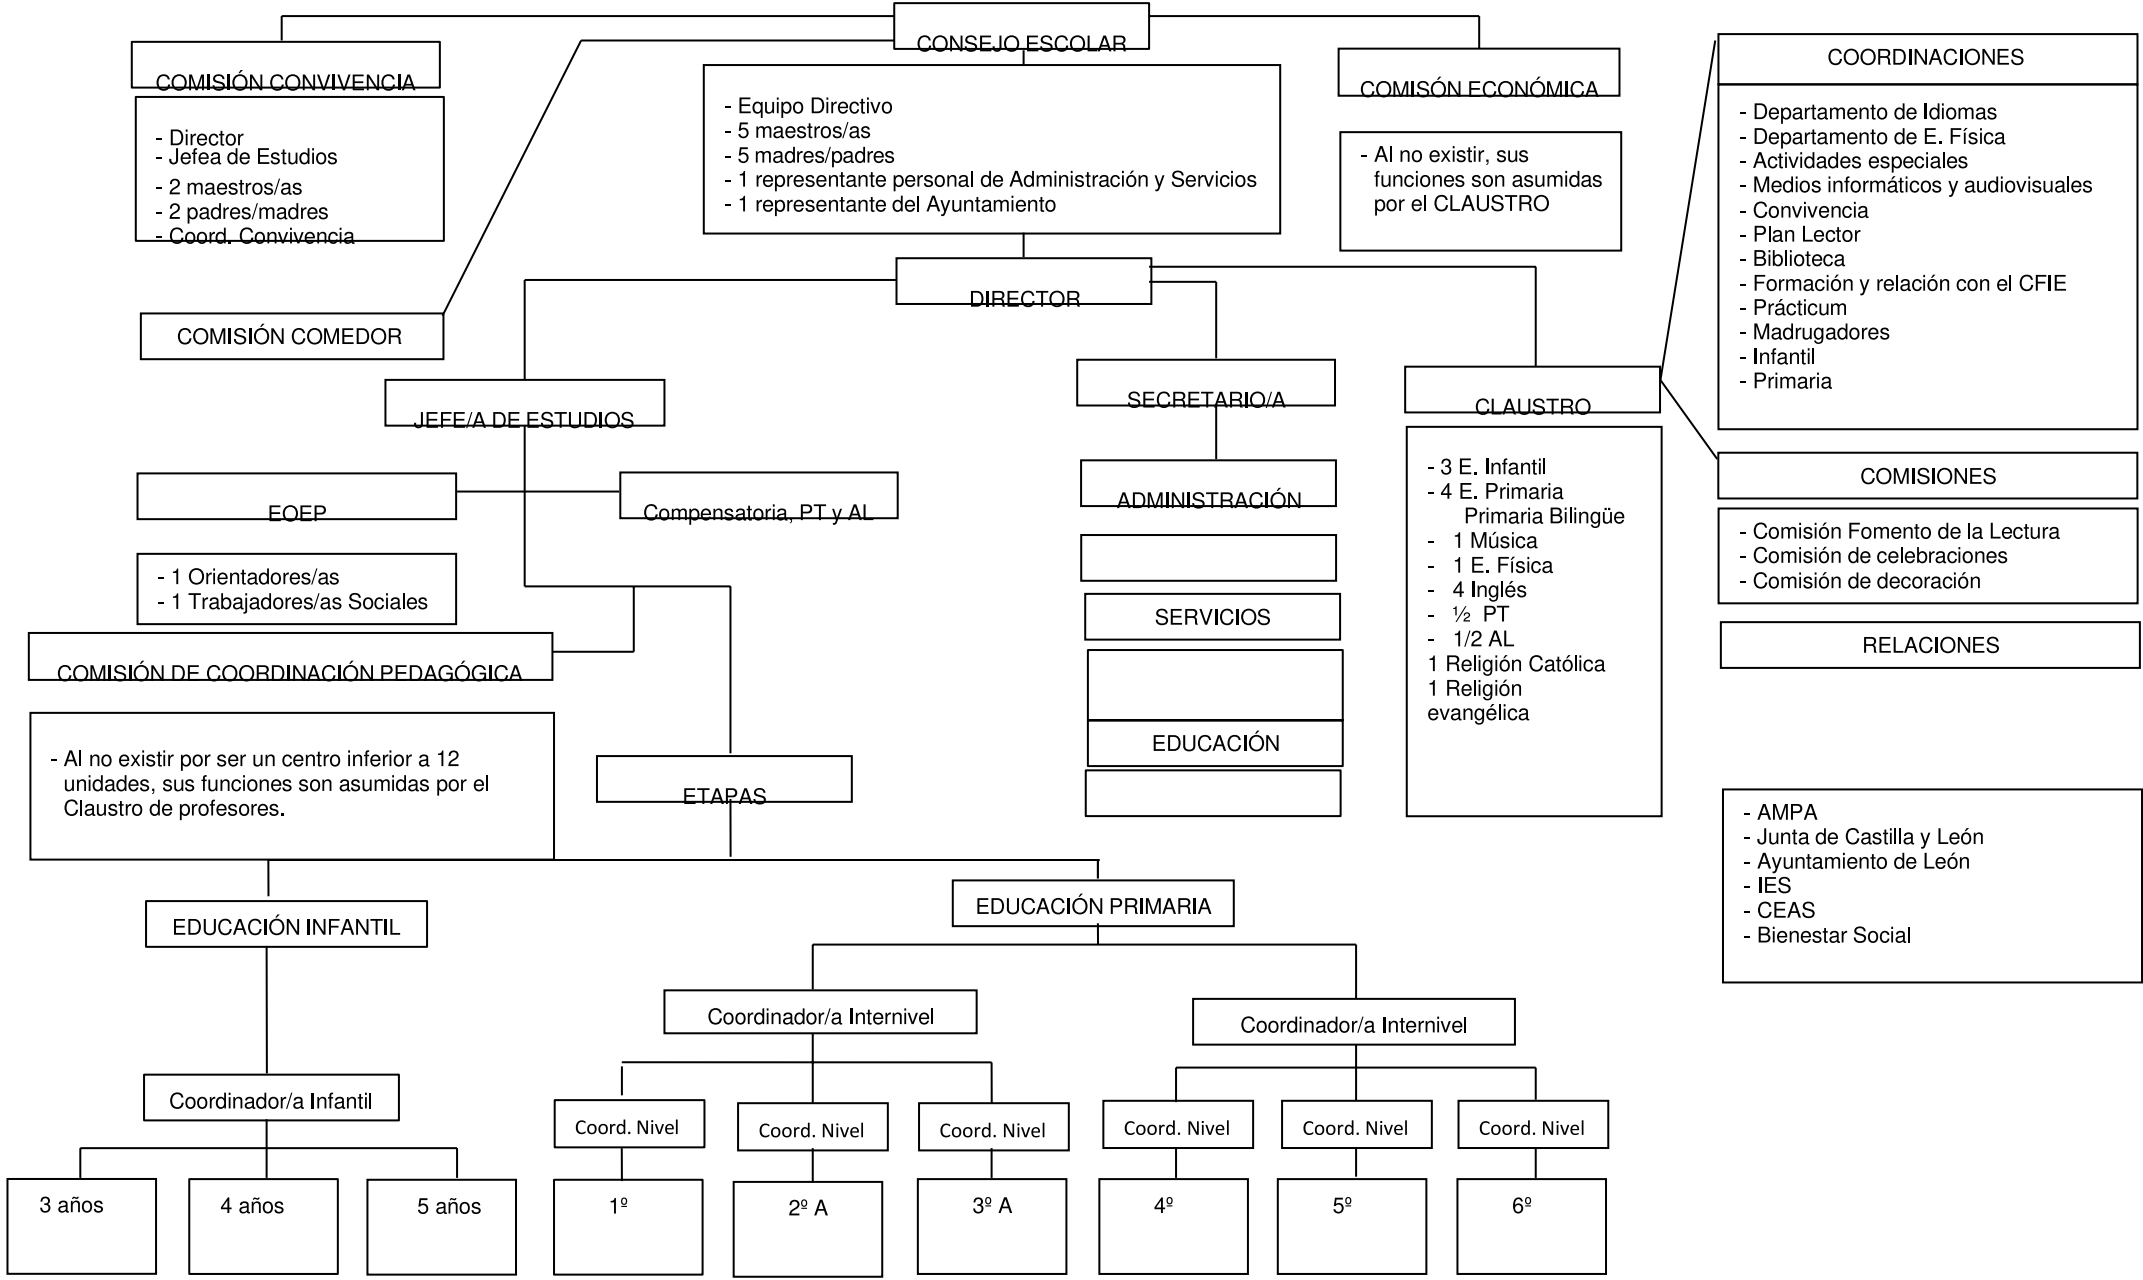 CONSEJO ESCOLAR
COMISIÓN CONVIVENCIA
- Director
- Jefea de Estudios
- 2 maestros/as
- 2 padres/madres
- Coord. Convivencia
- Equipo Directivo
- 5 maestros/as
- 5 madres/padres
- 1 representante personal de Administración y Servicios
- 1 representante del Ayuntamiento
COMISÓN ECONÓMICA
- Al no existir, sus
funciones son asumidas
por el CLAUSTRO
COORDINACIONES
- Departamento de Idiomas
- Departamento de E. Física
- Actividades especiales
- Medios informáticos y audiovisuales
- Convivencia
- Plan Lector
- Biblioteca
- Formación y relación con el CFIE
- Prácticum
- Madrugadores
- Infantil
- Primaria
DIRECTOR
COMISIÓN COMEDOR
JEFE/A DE ESTUDIOS
SECRETARIO/A
CLAUSTRO
- 3 E. Infantil
- 4 E. Primaria
Primaria Bilingüe
- 1 Música
- 1 E. Física
- 4 Inglés
- ½ PT
- 1/2 AL
1 Religión Católica
1 Religión
evangélica
COMISIONES
- Comisión Fomento de la Lectura
- Comisión de celebraciones
- Comisión de decoración
RELACIONES
- AMPA
- Junta de Castilla y León
- Ayuntamiento de León
- IES
- CEAS
- Bienestar Social
EOEP
Compensatoria, PT y AL
ADMINISTRACIÓN
- 1 Orientadores/as
- 1 Trabajadores/as Sociales
SERVICIOS
COMISIÓN DE COORDINACIÓN PEDAGÓGICA
- Al no existir por ser un centro inferior a 12
unidades, sus funciones son asumidas por el
Claustro de profesores.
EDUCACIÓN
ETAPAS
EDUCACIÓN INFANTIL
EDUCACIÓN PRIMARIA
Coordinador/a Internivel
Coordinador/a Internivel
Coordinador/a Infantil
Coord. Nivel
Coord. Nivel
Coord. Nivel
Coord. Nivel
Coord. Nivel
Coord. Nivel
3 años
4 años
5 años
1º
2º A
3º A
4º
5º
6º